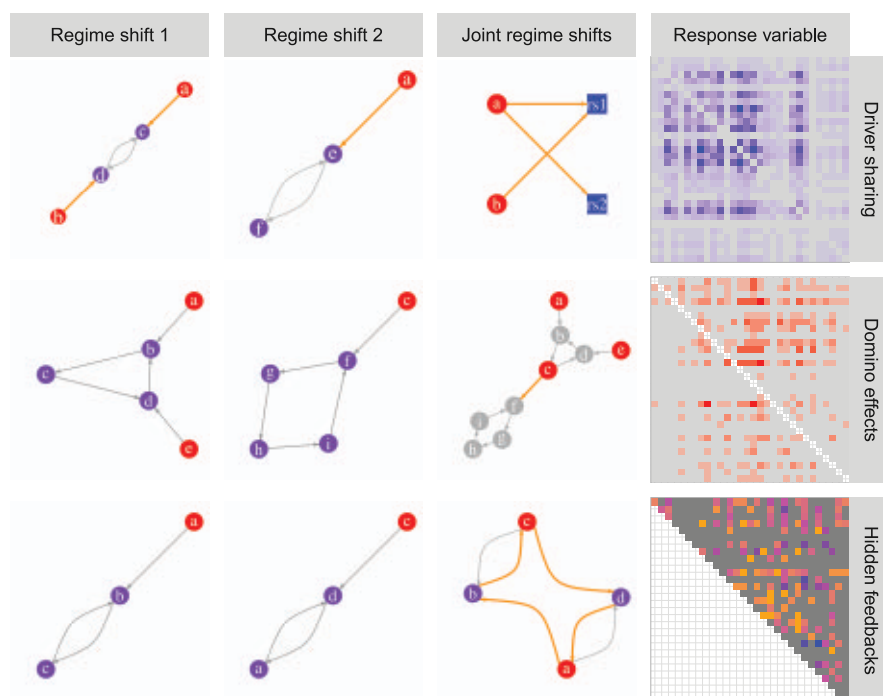 Regime shift 1
Regime shift 2
Joint regime shifts
Response variable
a
c
d
b
a
e
f
a
rs1
b
rs2
Driver sharing
a
b
c
d
e
c
f
g
h
i
a
b
d
e
c
f
i
g
h
Domino effects
a
b
c
c
d
a
c
b
d
a
Hidden feedbacks